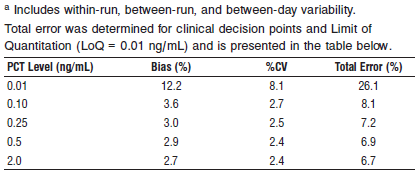 a Includes within-run, between-run, and between-day variability.
Total error was determined for clinical decision points and Limit of
Quantitation (LoQ = 0.01 ng/mL) and is presented in the table below.
PCT Level (ng/mL) Bias (%) %CV Total Error (%)
0.01 12.2 8.1 26.1
0.10 3.6 2.7 8.1
0.25 3.0 2.5 7.2
0.5 2.9 2.4 6.9
2.0 2.7 2.4 6.7